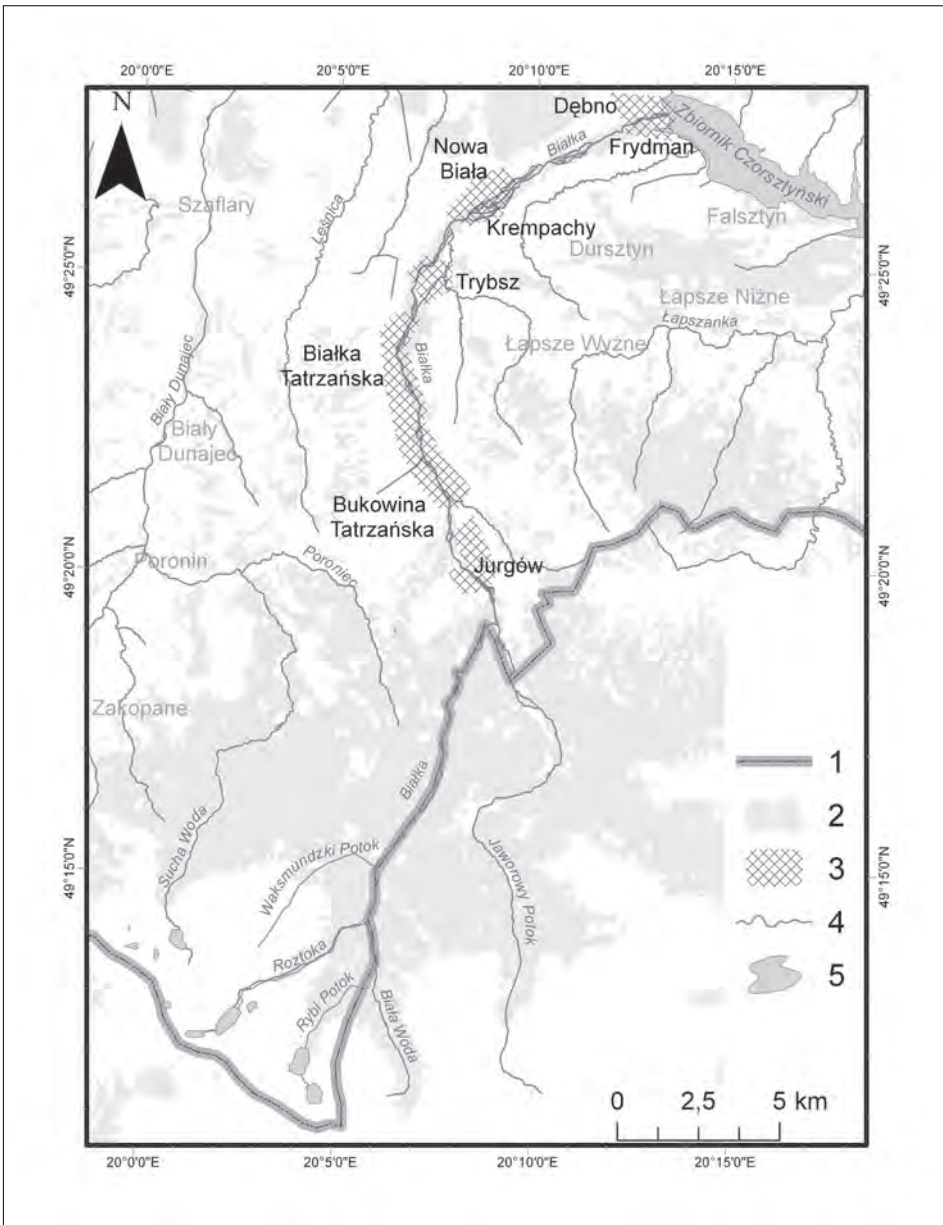 20°0'0"E 20°5'0"E 20°10'0"E 20°15'0"E
N
Dębno
Zbiornik Czorsztyński
Frydman
Białka
Nowa
Biała
Szaflary
Leśnica
Krempachy
Falsztyn
Dursztyn
49°25'0"N
49°25'0"N
Trybsz
Łapsze Niżne
Łapszanka
Łapsze Wyżne
Białka
Tatrzańska
Białka
Biały Dunajec
Biały
Dunajec
Bukowina
Tatrzańska
Jurgów
Poronin
Poroniec
49°20'0"N
49°20'0"N
Zakopane
Białka
1
2
3
4
5
Sucha Woda
Waksmundzki Potok
Jaworowy Potok
49°15'0"N
49°15'0"N
Roztoka
Rybi Potok
Biała Woda
0 2,5 5 km
20°0'0"E 20°5'0"E 20°10'0"E 20°15'0"E